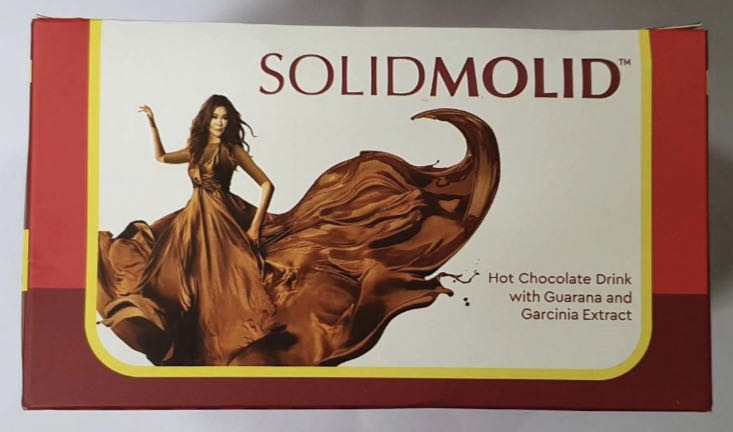 SOLIDMOLID™
Hot Chocolate Drink
with Guarana and
Garcinia Extract